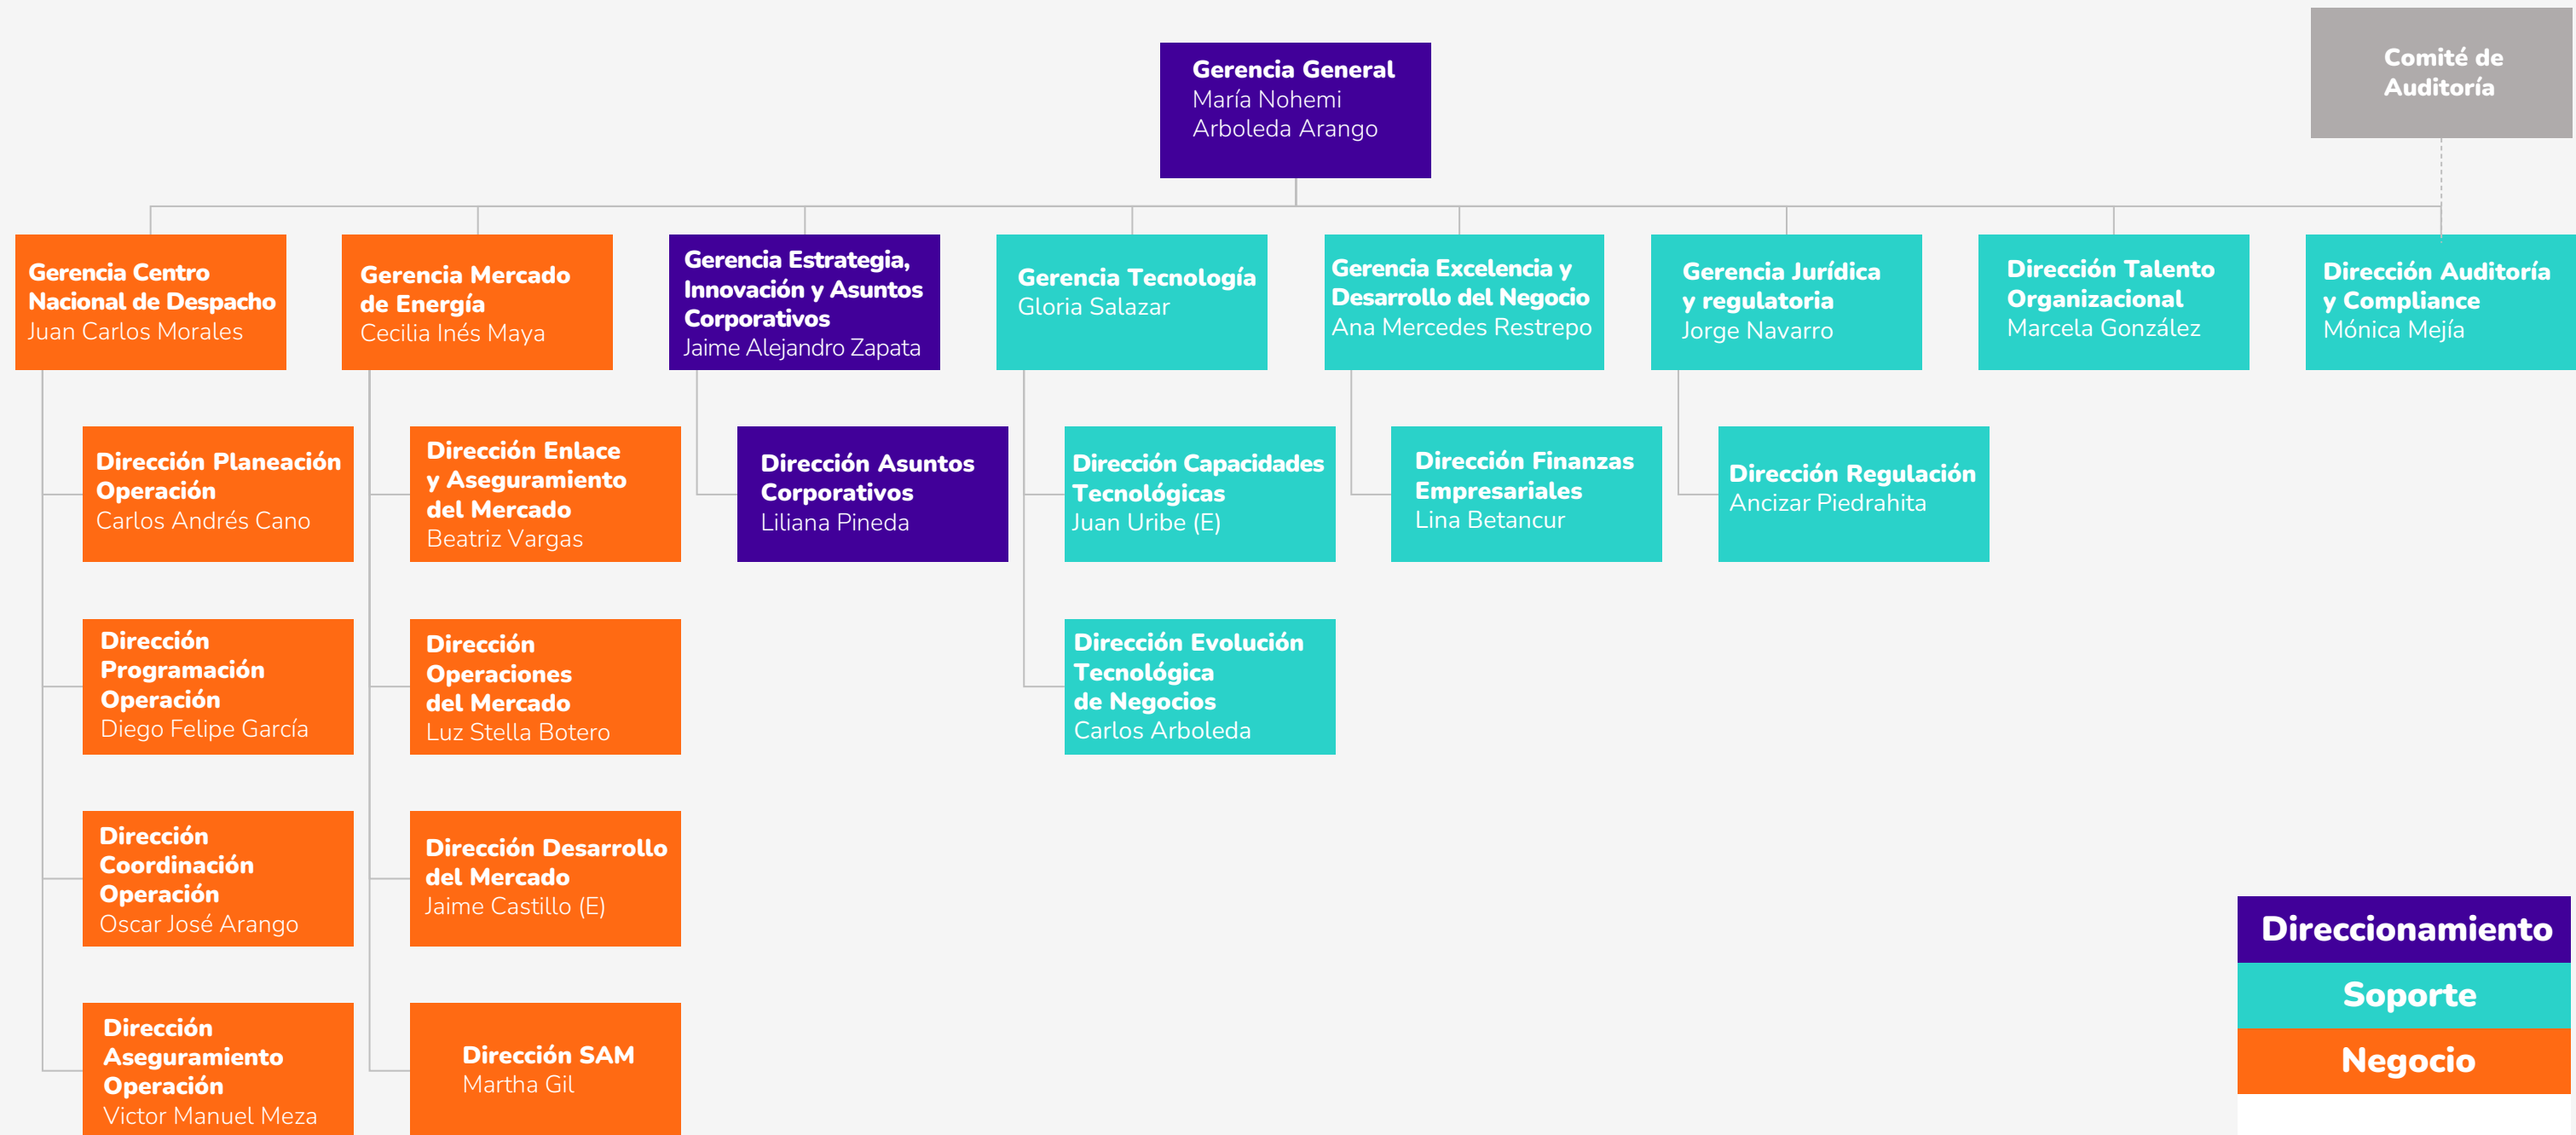 Gerencia General
María Nohemi
Arboleda Arango
Comité de
Auditoría
Gerencia Centro
Nacional de Despacho
Juan Carlos Morales
Gerencia Mercado
de Energía
Cecilia Inés Maya
Gerencia Estrategia,
Innovación y Asuntos
Corporativos
Jaime Alejandro Zapata
Gerencia Tecnología
Gloria Salazar
Gerencia Excelencia y
Desarrollo del Negocio
Ana Mercedes Restrepo
Gerencia Jurídica
y regulatoria
Jorge Navarro
Dirección Talento
Organizacional
Marcela González
Dirección Auditoría
y Compliance
Mónica Mejía
Dirección Planeación
Operación
Carlos Andrés Cano
Dirección Enlace
y Aseguramiento
del Mercado
Beatriz Vargas
Dirección Asuntos
Corporativos
Liliana Pineda
Dirección Capacidades
Tecnológicas
Juan Uribe (E)
Dirección Finanzas
Empresariales
Lina Betancur
Dirección Regulación
Ancizar Piedrahita
Dirección
Programación
Operación
Diego Felipe García
Dirección
Operaciones
del Mercado
Luz Stella Botero
Dirección Evolución
Tecnológica
de Negocios
Carlos Arboleda
Dirección
Coordinación
Operación
Oscar José Arango
Dirección Desarrollo
del Mercado
Jaime Castillo (E)
Dirección
Aseguramiento
Operación
Victor Manuel Meza
Dirección SAM
Martha Gil
Direccionamiento
Soporte
Negocio